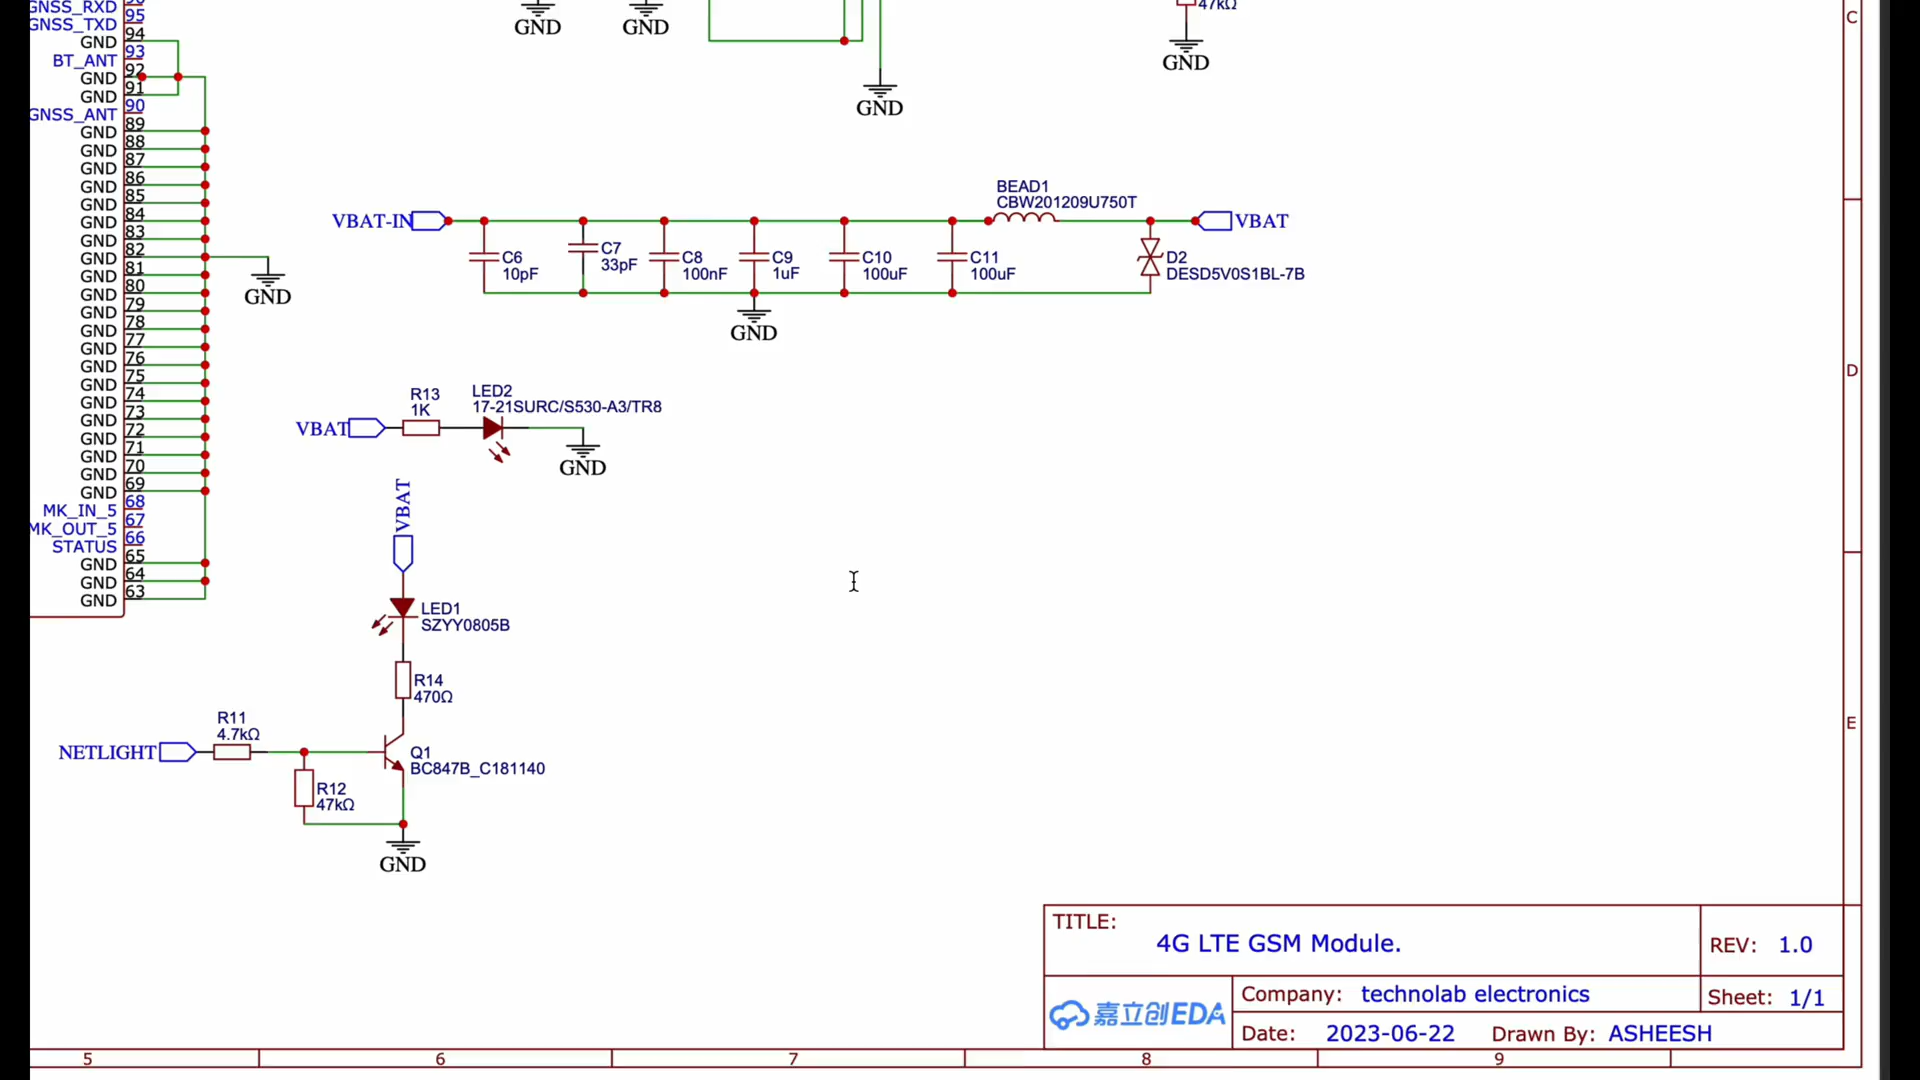 GNSS_RXD
95
GNSS_TXD
94
GND
93
BT_ANT
92
GND
91
GND
90
GNSS_ANT
89
GND
88
GND
87
GND
86
GND
85
GND
84
GND
83
GND
82
GND
81
GND
80
GND
79
GND
78
GND
77
GND
76
GND
75
GND
74
GND
73
GND
72
GND
71
GND
70
GND
69
GND
68
MK_IN_5
67
MK_OUT_5
66
STATUS
65
GND
64
GND
63
GND
GND
GND
GND
GND
47kΩ
GND
C
BEAD1
CBW201209U750T
VBAT-IN
VBAT
C6
10pF
C7
33pF
C8
100nF
C9
1uF
C10
100uF
C11
100uF
D2
DESD5V0S1BL-7B
GND
D
R13
1K
LED2
17-21SURC/S530-A3/TR8
VBAT
GND
VBAT
LED1
SZYY0805B
R14
470Ω
R11
4.7kΩ
NETLIGHT
Q1
BC847B_C181140
R12
47kΩ
GND
E
TITLE:
4G LTE GSM Module.
REV: 1.0
嘉立创EDA
Company: technolab electronics
Sheet: 1/1
Date: 2023-06-22 Drawn By: ASHEESH
5 6 7 8 9